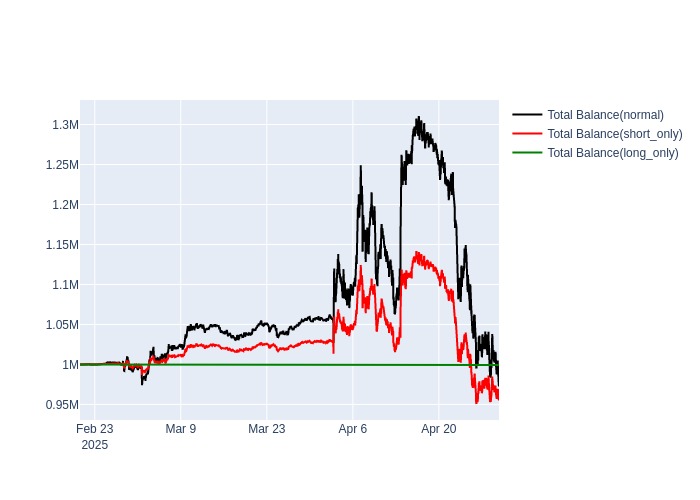 1.3M
1.25M
1.2M
1.15M
1.1M
1.05M
1M
0.95M
Feb 23
2025
Mar 9
Mar 23
Apr 6
Apr 20
Total Balance(normal)
Total Balance(short_only)
Total Balance(long_only)